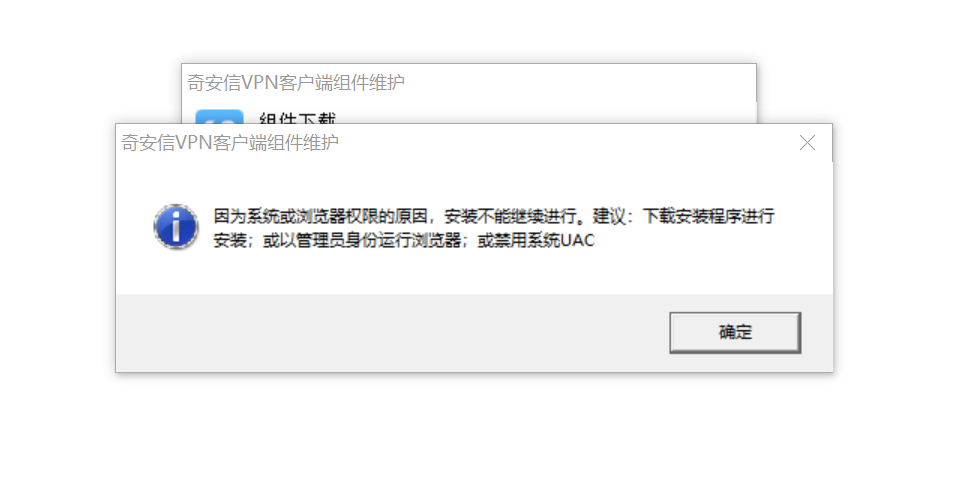 奇安信VPN客户端组件维护
组件下载
奇安信VPN客户端组件维护
因为系统或浏览器权限的原因，安装不能继续进行。建议：下载安装程序进行
安装；或以管理员身份运行浏览器；或禁用系统UAC
确定